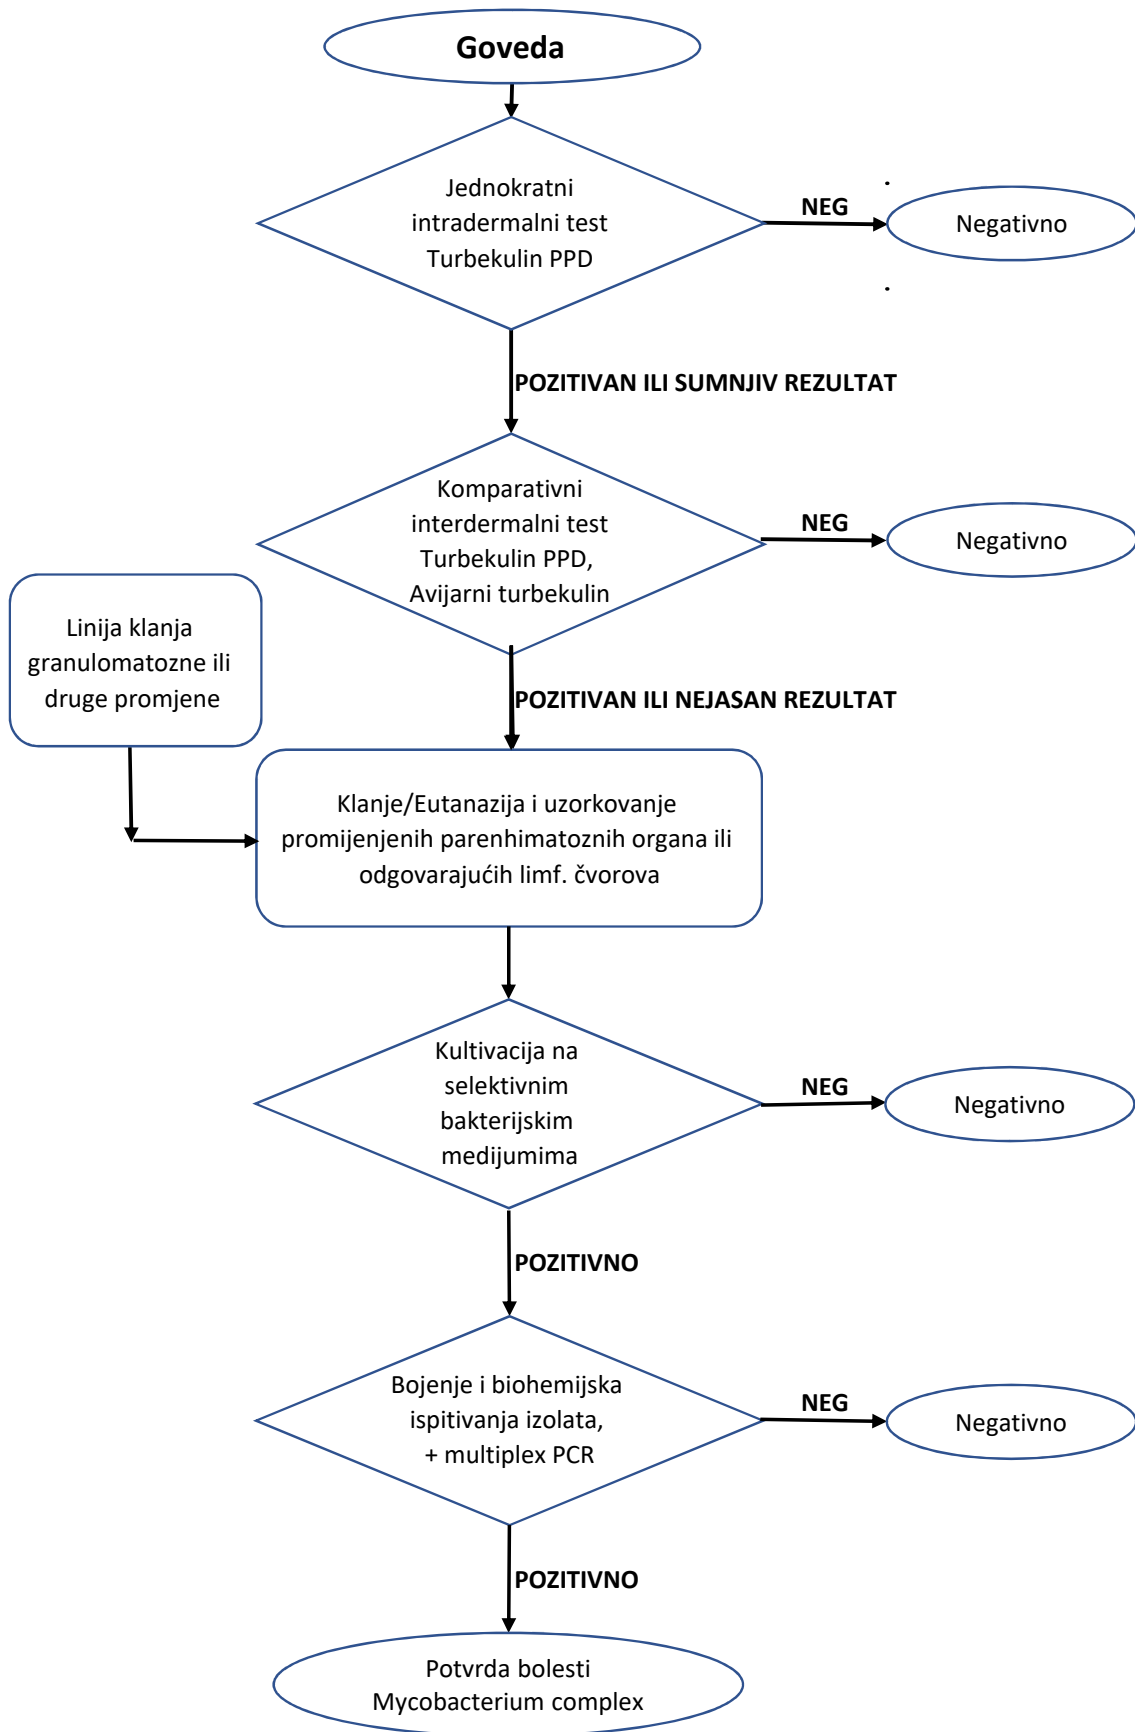 Goveda
Jednokratni
intradermalni test
Turbekulin PPD
NEG
Negativno
POZITIVAN ILI SUMNJIV REZULTAT
Komparativni
interdermalni test
Turbekulin PPD,
Avijarni turbekulin
NEG
Negativno
Linija klanja
granulomatozne ili
druge promjene
POZITIVAN ILI NEJASAN REZULTAT
Klanje/Eutanazija i uzorkovanje
promijenjenih parenhimatoznih organa ili
odgovarajućih limf. čvorova
Kultivacija na
selektivnim
bakterijskim
medijumima
NEG
Negativno
POZITIVNO
Bojenje i biohemijska
ispitivanja izolata,
+ multiplex PCR
NEG
Negativno
POZITIVNO
Potvrda bolesti
Mycobacterium complex